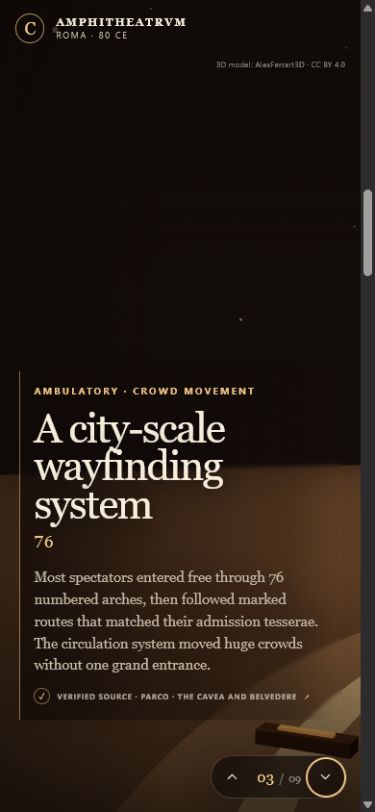 C
AMPHITHEATRVM
ROMA · 80 CE
3D model: AlexFerrart3D · CC BY 4.0
AMBULATORY · CROWD MOVEMENT
A city-scale
wayfinding
system
76
Most spectators entered free through 76
numbered arches, then followed marked
routes that matched their admission tesserae.
The circulation system moved huge crowds
without one grand entrance.
VERIFIED SOURCE · PARCO · THE CAVEA AND BELVEDERE
03 / 09